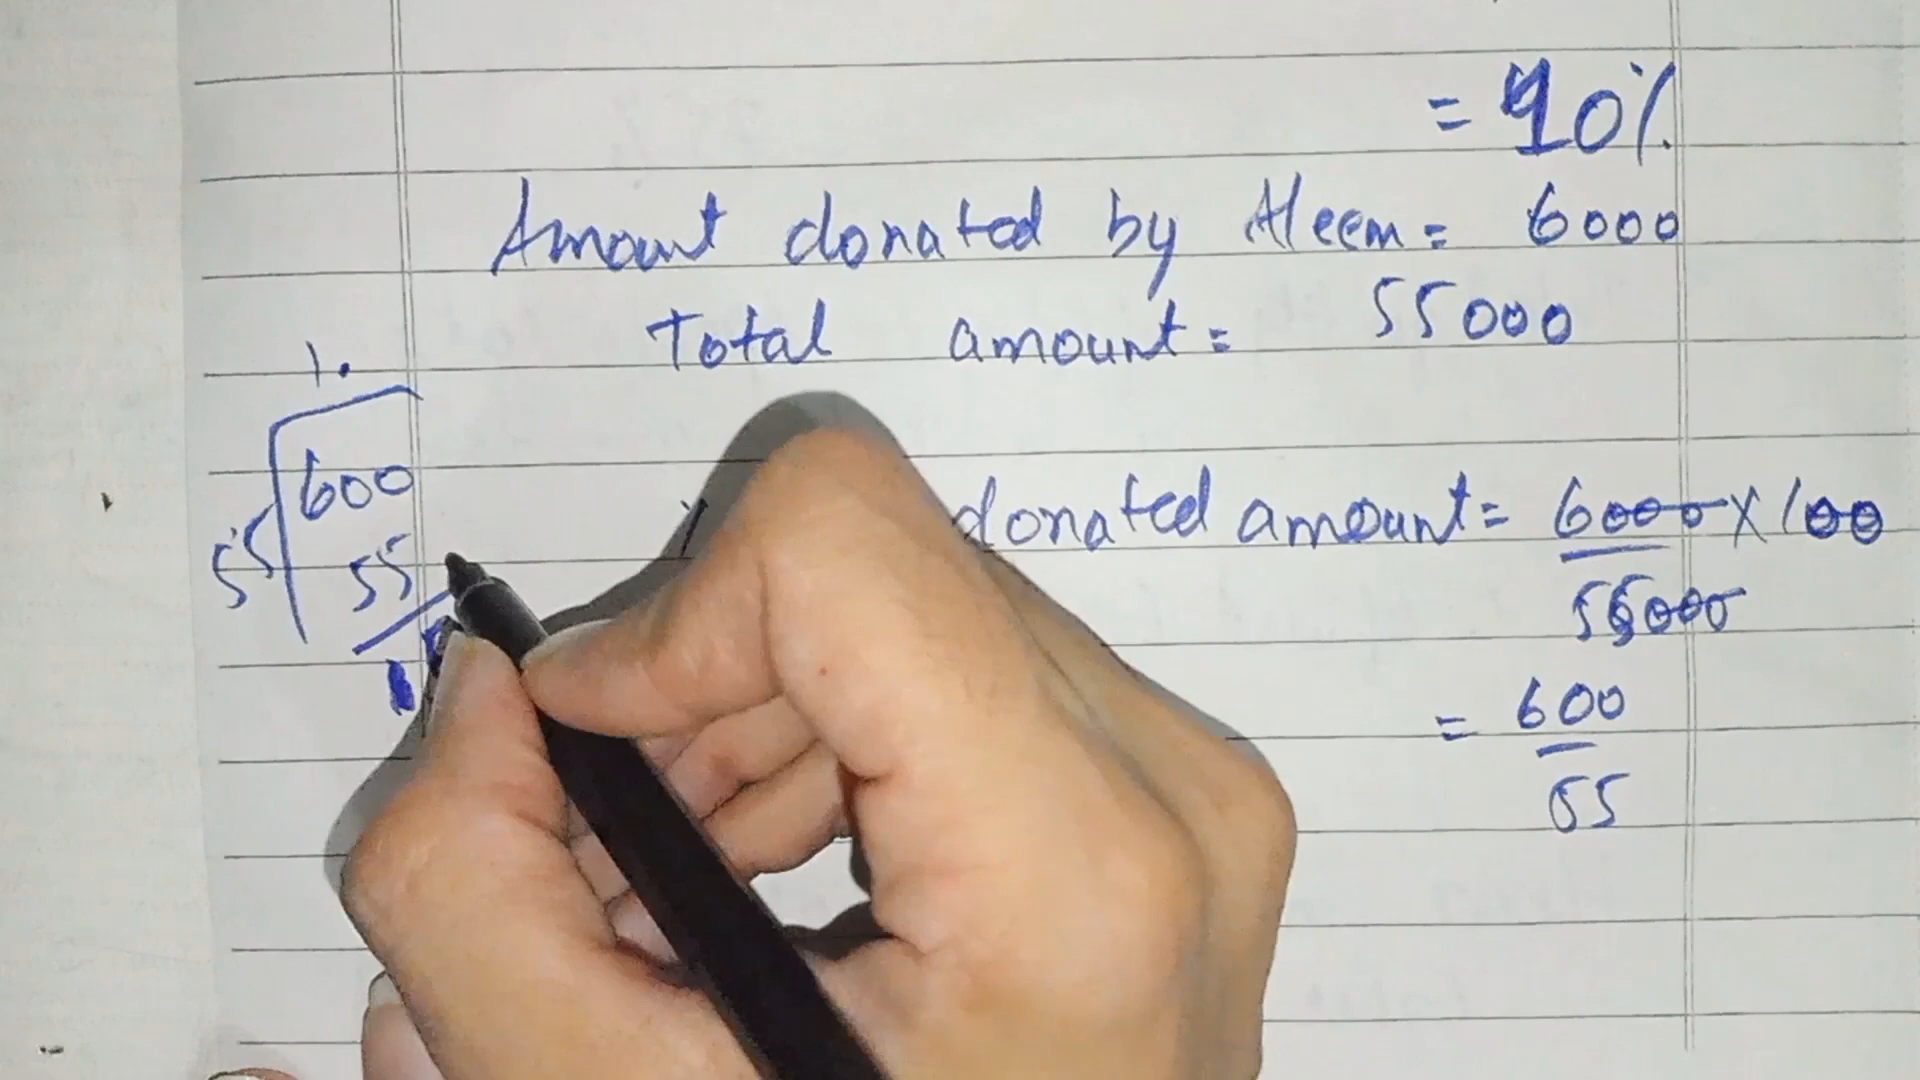 = 10%
Amount donated by Aleem = 6000
Total amount = 55000
donated amount = 6000 X 100
55000
= 600
55
1.
55 600
55